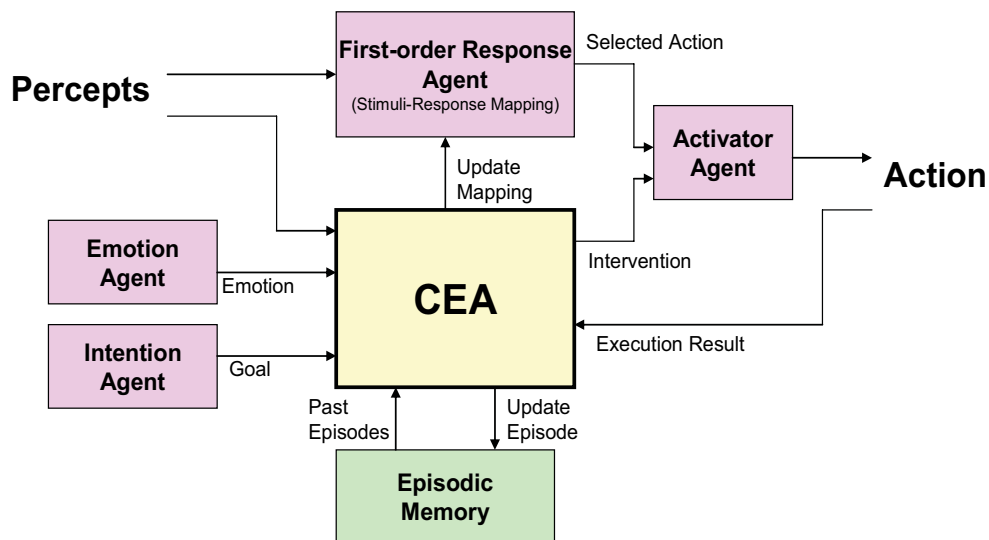 First-order Response
Agent
(Stimuli-Response Mapping)
Selected Action
Percepts
Activator
Agent
Action
Update
Mapping
Emotion
Agent
Emotion
CEA
Intervention
Intention
Agent
Goal
Execution Result
Past
Episodes
Update
Episode
Episodic
Memory